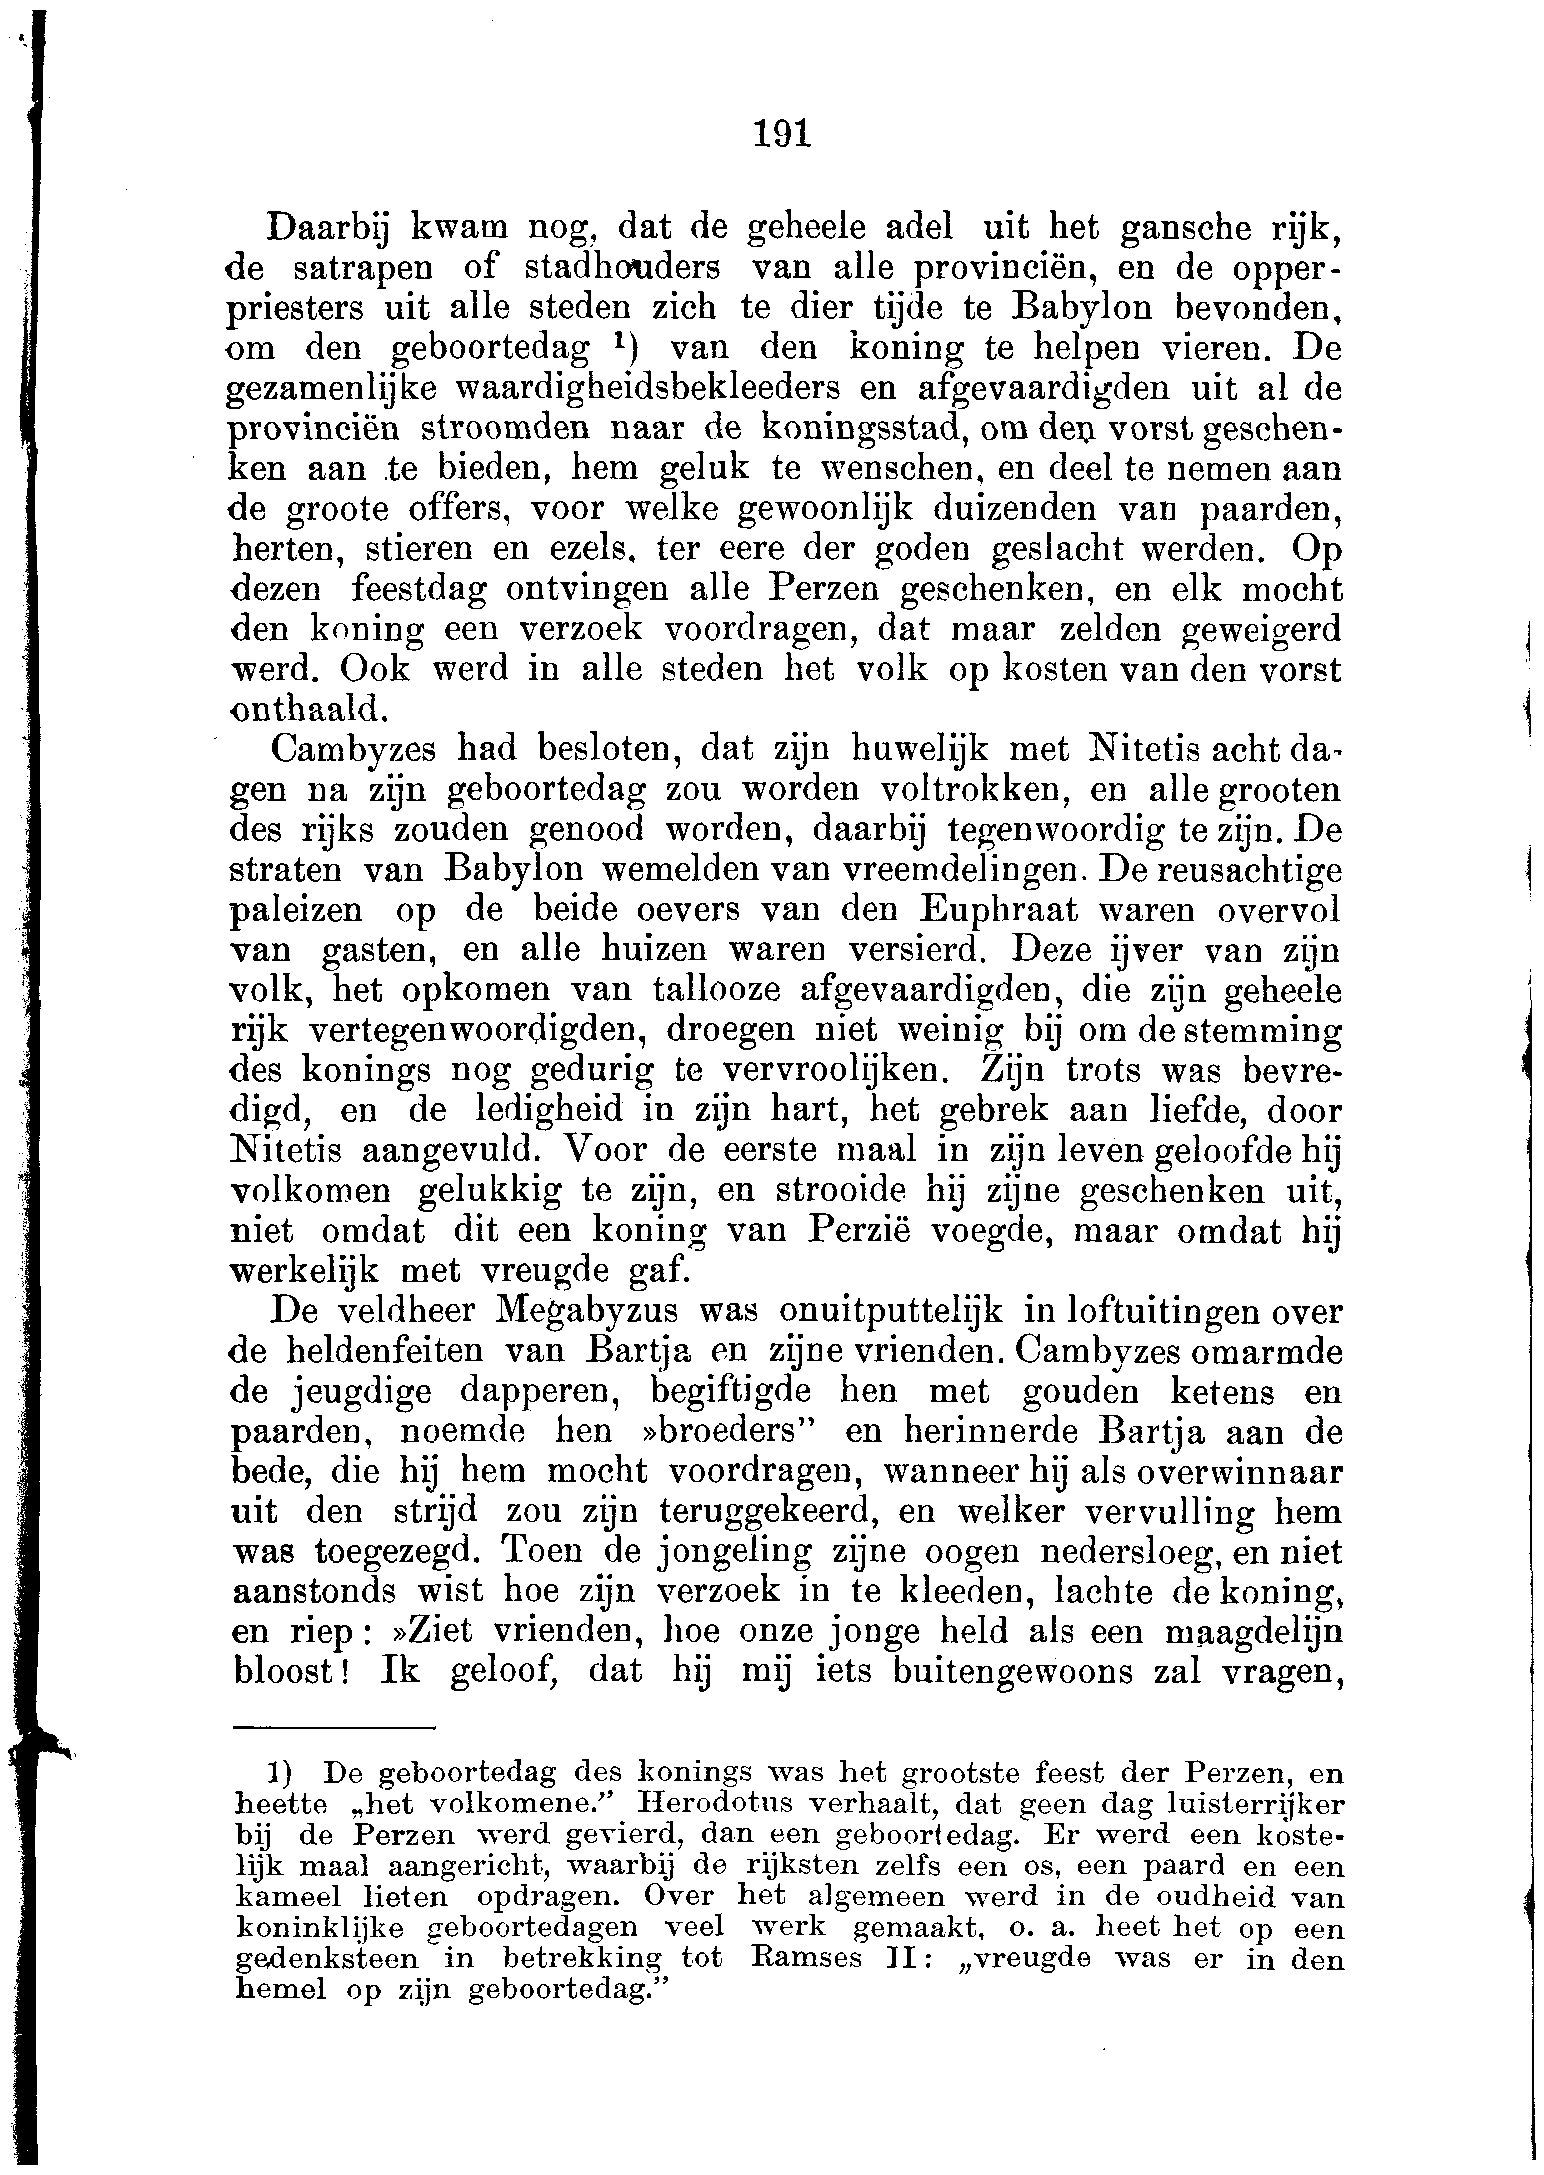 191
Daarbij kwam nog, dat de geheele adel uit het gansche rijk,
de satrapen of stadhouders van alle provinciën, en de opper-
priesters uit alle steden zich te dier tijde te Babylon bevonden,
om den geboortedag ¹) van den koning te helpen vieren. De
gezamenlijke waardigheidsbekleeders en afgevaardigden uit al de
provinciën stroomden naar de koningsstad, om den vorst geschen-
ken aan te bieden, hem geluk te wenschen, en deel te nemen aan
de groote offers, voor welke gewoonlijk duizenden van paarden,
herten, stieren en ezels, ter eere der goden geslacht werden. Op
dezen feestdag ontvingen alle Perzen geschenken, en elk mocht
den koning een verzoek voordragen, dat maar zelden geweigerd
werd. Ook werd in alle steden het volk op kosten van den vorst
onthaald.
Cambyzes had besloten, dat zijn huwelijk met Nitetis acht da-
gen na zijn geboortedag zou worden voltrokken, en alle grooten
des rijks zouden genood worden, daarbij tegenwoordig te zijn. De
straten van Babylon wemelden van vreemdelingen. De reusachtige
paleizen op de beide oevers van den Euphraat waren overvol
van gasten, en alle huizen waren versierd. Deze ijver van zijn
volk, het opkomen van tallooze afgevaardigden, die zijn geheele
rijk vertegenwoordigden, droegen niet weinig bij om de stemming
des konings nog gedurig te vervroolijken. Zijn trots was bevre-
digd, en de ledigheid in zijn hart, het gebrek aan liefde, door
Nitetis aangevuld. Voor de eerste maal in zijn leven geloofde hij
volkomen gelukkig te zijn, en strooide hij zijne geschenken uit,
niet omdat dit een koning van Perzië voegde, maar omdat hij
werkelijk met vreugde gaf.
De veldheer Megabyzus was onuitputtelijk in loftuitingen over
de heldenfeiten van Bartja en zijne vrienden. Cambyzes omarmde
de jeugdige dapperen, begiftigde hen met gouden ketens en
paarden, noemde hen »broeders” en herinnerde Bartja aan de
bede, die hij hem mocht voordragen, wanneer hij als overwinnaar
uit den strijd zou zijn teruggekeerd, en welker vervulling hem
was toegezegd. Toen de jongeling zijne oogen nedersloeg, en niet
aanstonds wist hoe zijn verzoek in te kleeden, lachte de koning,
en riep: »Ziet vrienden, hoe onze jonge held als een maagdelijn
bloost! Ik geloof, dat hij mij iets buitengewoons zal vragen,
1) De geboortedag des konings was het grootste feest der Perzen, en
heette „het volkomene.” Herodotus verhaalt, dat geen dag luisterrijker
bij de Perzen werd gevierd, dan een geboortedag. Er werd een koste-
lijk maal aangericht, waarbij de rijksten zelfs een os, een paard en een
kameel lieten opdragen. Over het algemeen werd in de oudheid van
koninklijke geboortedagen veel werk gemaakt, o. a. heet het op een
gedenksteen in betrekking tot Ramses II: „vreugde was er in den
hemel op zijn geboortedag.”